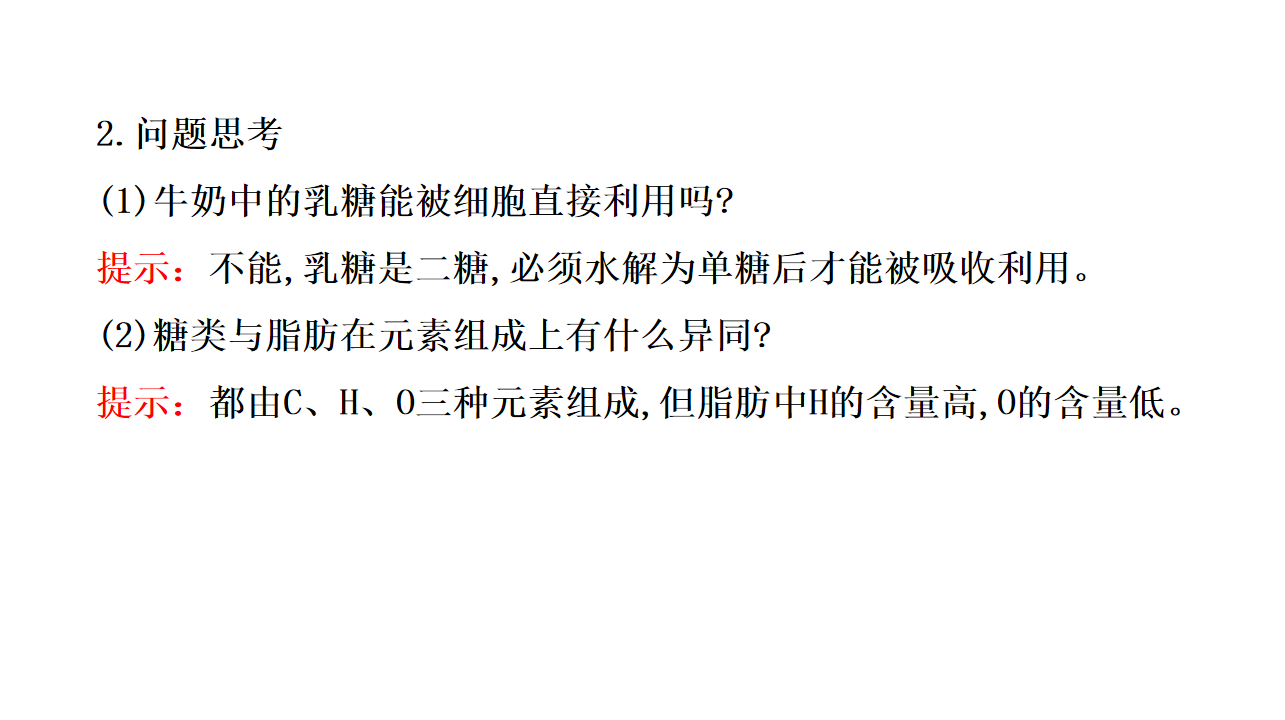 2.问题思考
(1)牛奶中的乳糖能被细胞直接利用吗?
提示：不能,乳糖是二糖,必须水解为单糖后才能被吸收利用。
(2)糖类与脂肪在元素组成上有什么异同?
提示：都由C、H、O三种元素组成,但脂肪中H的含量高,O的含量低。